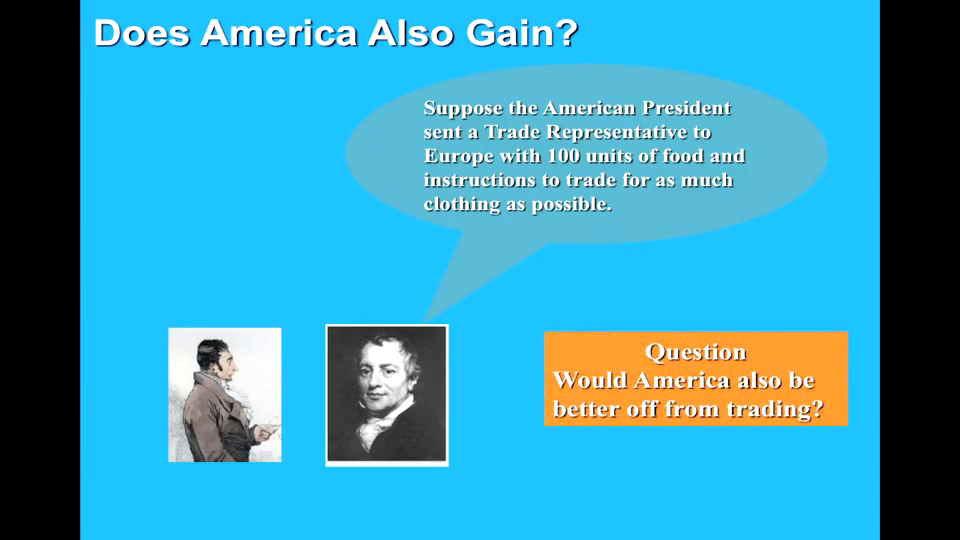 Does America Also Gain?
Suppose the American President
sent a Trade Representative to
Europe with 100 units of food and
instructions to trade for as much
clothing as possible.
Question
Would America also be
better off from trading?